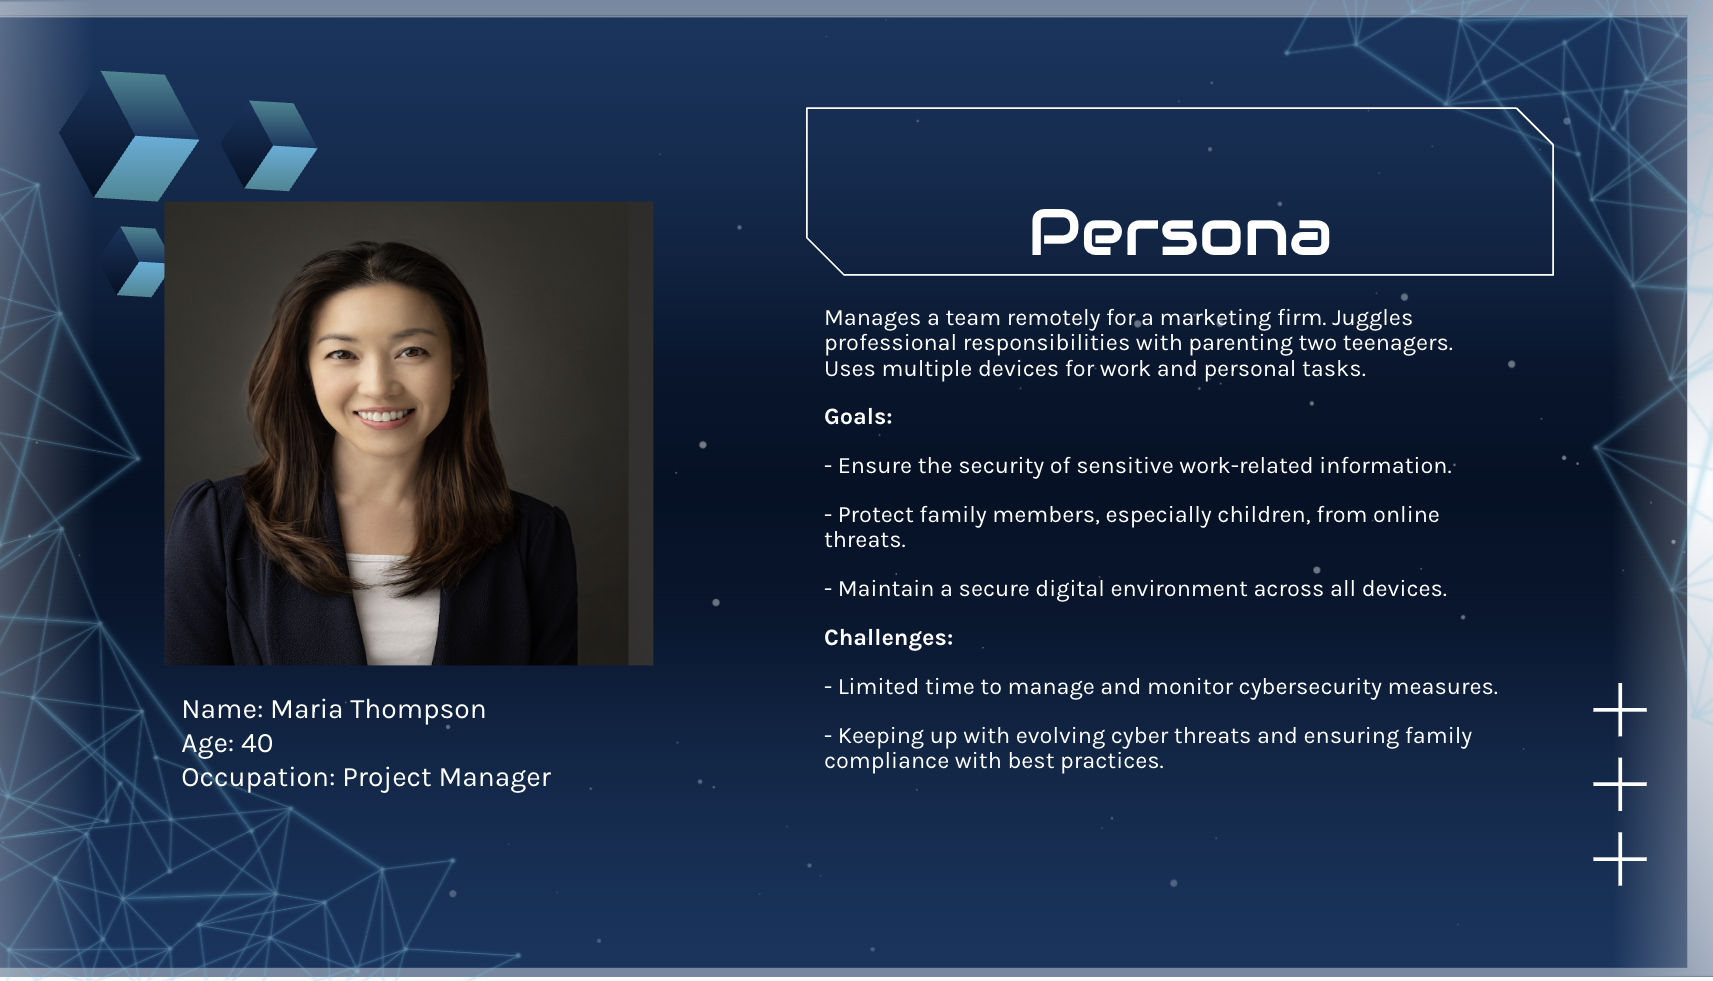 Persona
Manages a team remotely for a marketing firm. Juggles
professional responsibilities with parenting two teenagers.
Uses multiple devices for work and personal tasks.
Goals:
- Ensure the security of sensitive work-related information.
- Protect family members, especially children, from online
threats.
- Maintain a secure digital environment across all devices.
Challenges:
- Limited time to manage and monitor cybersecurity measures.
- Keeping up with evolving cyber threats and ensuring family
compliance with best practices.
Name: Maria Thompson
Age: 40
Occupation: Project Manager